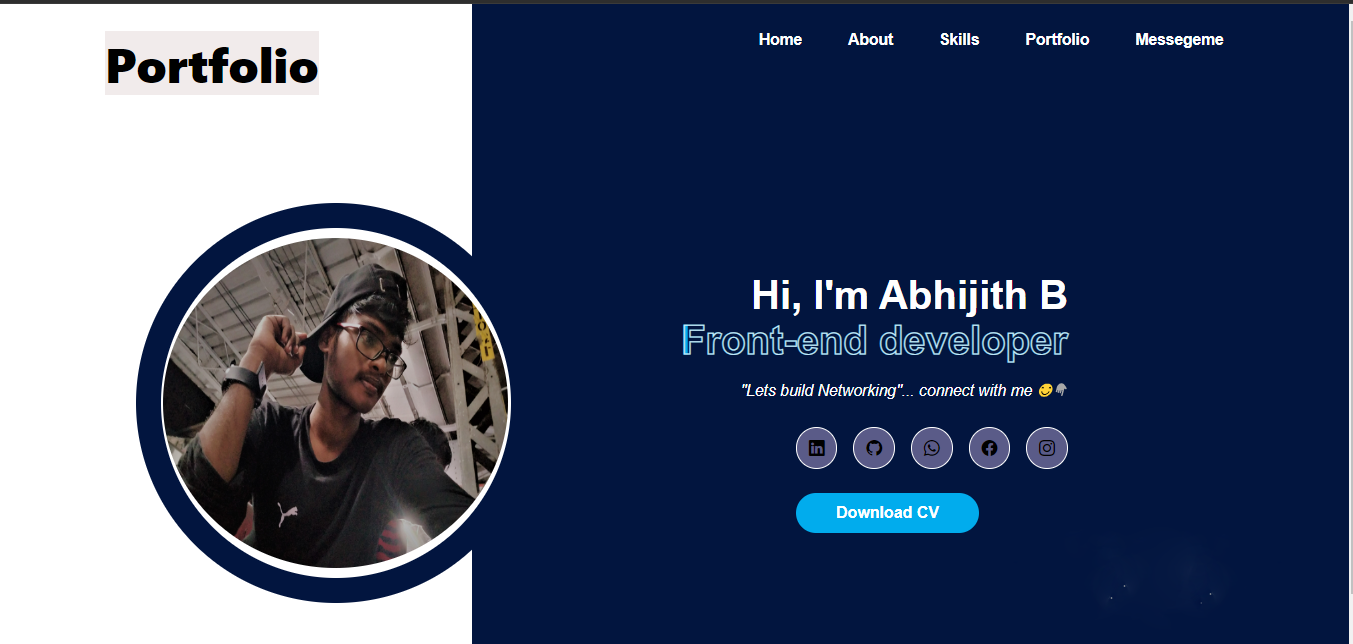 Portfolio
Home About Skills Portfolio Messegeme
Hi, I'm Abhijith B
Front-end developer
"Lets build Networking"... connect with me 😉👇
Download CV